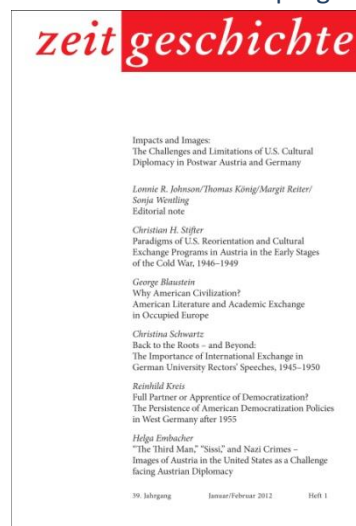 zeitgeschichte
Impacts and Images:
The Challenges and Limitations of U.S. Cultural
Diplomacy in Postwar Austria and Germany
Lonnie R. Johnson/Thomas König/Margit Reiter/
Sonja Wentling
Editorial note
Christian H. Stifter
Paradigms of U.S. Reorientation and Cultural
Exchange Programs in Austria in the Early Stages
of the Cold War, 1946–1949
George Blaustein
Why American Civilization?
American Literature and Academic Exchange
in Occupied Europe
Christina Schwartz
Back to the Roots – and Beyond:
The Importance of International Exchange in
German University Rectors' Speeches, 1945–1950
Reinhild Kreis
Full Partner or Apprentice of Democratization?
The Persistence of American Democratization Policies
in West Germany after 1955
Helga Embacher
"The Third Man," "Sissi," and Nazi Crimes –
Images of Austria in the United States as a Challenge
facing Austrian Diplomacy
39. Jahrgang Januar/Februar 2012 Heft 1